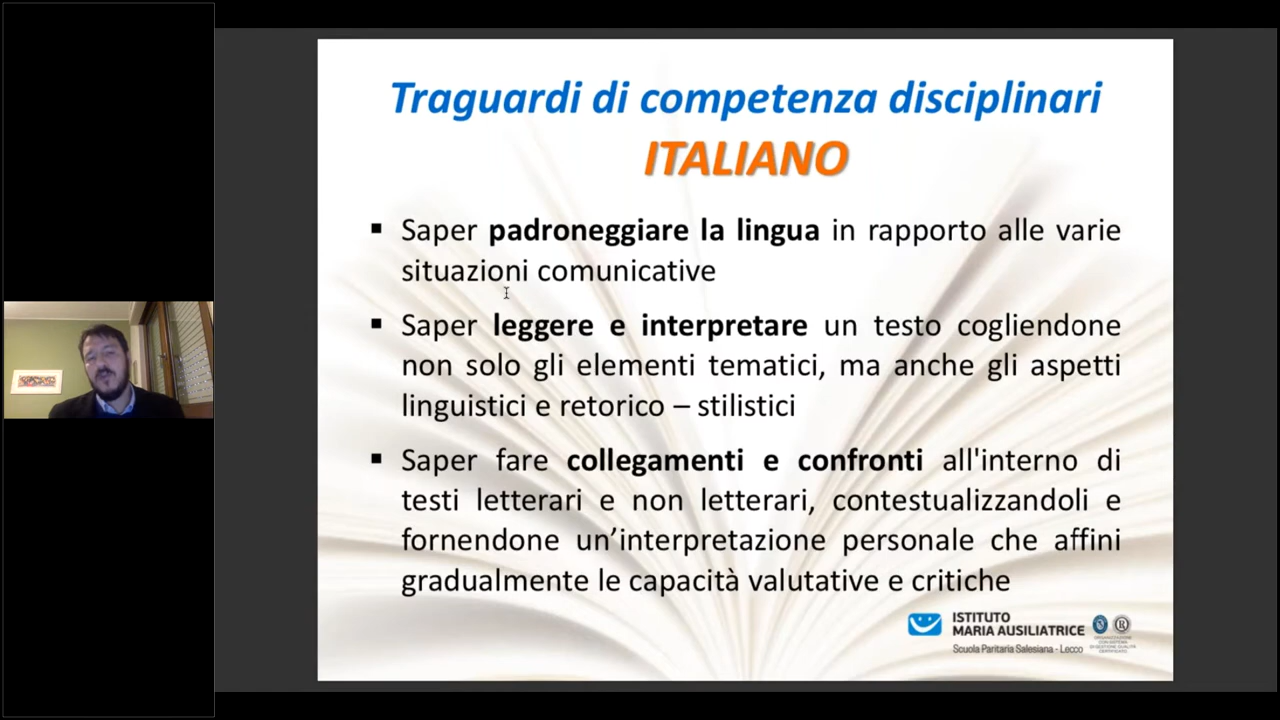 Traguardi di competenza disciplinari
ITALIANO
▪ Saper padroneggiare la lingua in rapporto alle varie
situazioni comunicative
▪ Saper leggere e interpretare un testo cogliendone
non solo gli elementi tematici, ma anche gli aspetti
linguistici e retorico – stilistici
▪ Saper fare collegamenti e confronti all'interno di
testi letterari e non letterari, contestualizzandoli e
fornendone un’interpretazione personale che affini
gradualmente le capacità valutative e critiche
ISTITUTO
MARIA AUSILIATRICE
Scuola Paritaria Salesiana - Lecco